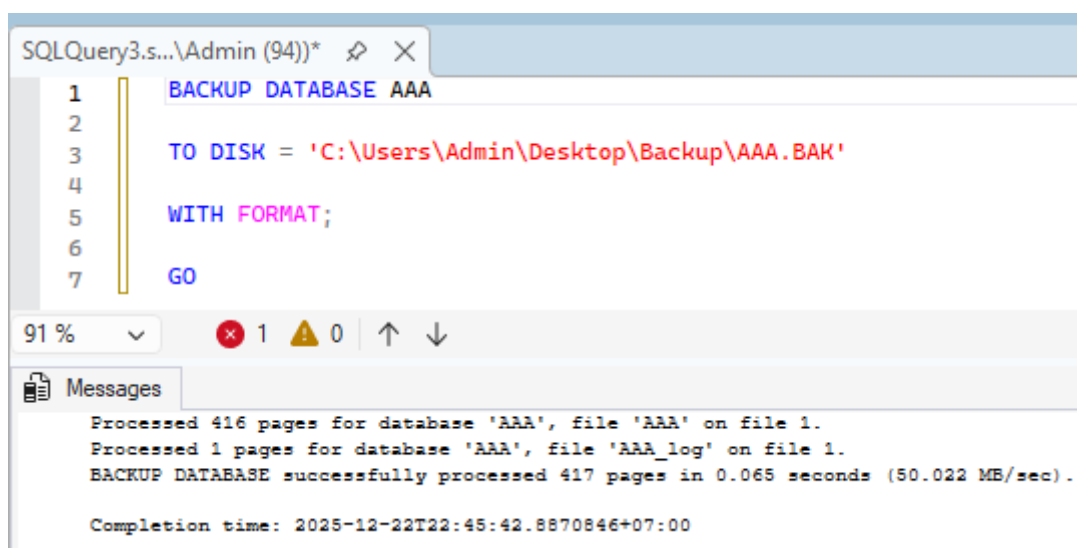 SQLQuery3.s...\Admin (94))*
1 BACKUP DATABASE AAA
2
3 TO DISK = 'C:\Users\Admin\Desktop\Backup\AAA.BAK'
4
5 WITH FORMAT;
6
7 GO
91 % 1 0
Messages
Processed 416 pages for database 'AAA', file 'AAA' on file 1.
Processed 1 pages for database 'AAA', file 'AAA_log' on file 1.
BACKUP DATABASE successfully processed 417 pages in 0.065 seconds (50.022 MB/sec).
Completion time: 2025-12-22T22:45:42.8870846+07:00